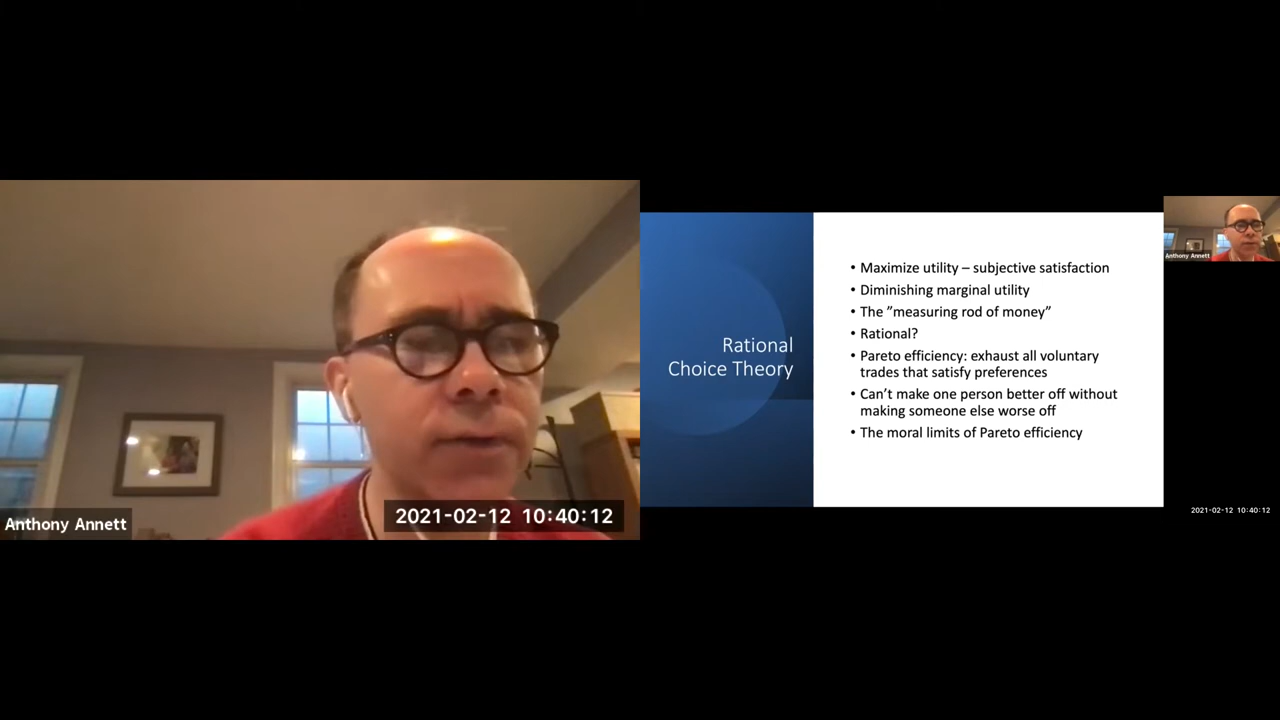 Anthony Annett
2021-02-12 10:40:12
Rational
Choice Theory
• Maximize utility – subjective satisfaction
• Diminishing marginal utility
• The ”measuring rod of money”
• Rational?
• Pareto efficiency: exhaust all voluntary
trades that satisfy preferences
• Can’t make one person better off without
making someone else worse off
• The moral limits of Pareto efficiency
Anthony Annett
2021-02-12 10:40:12